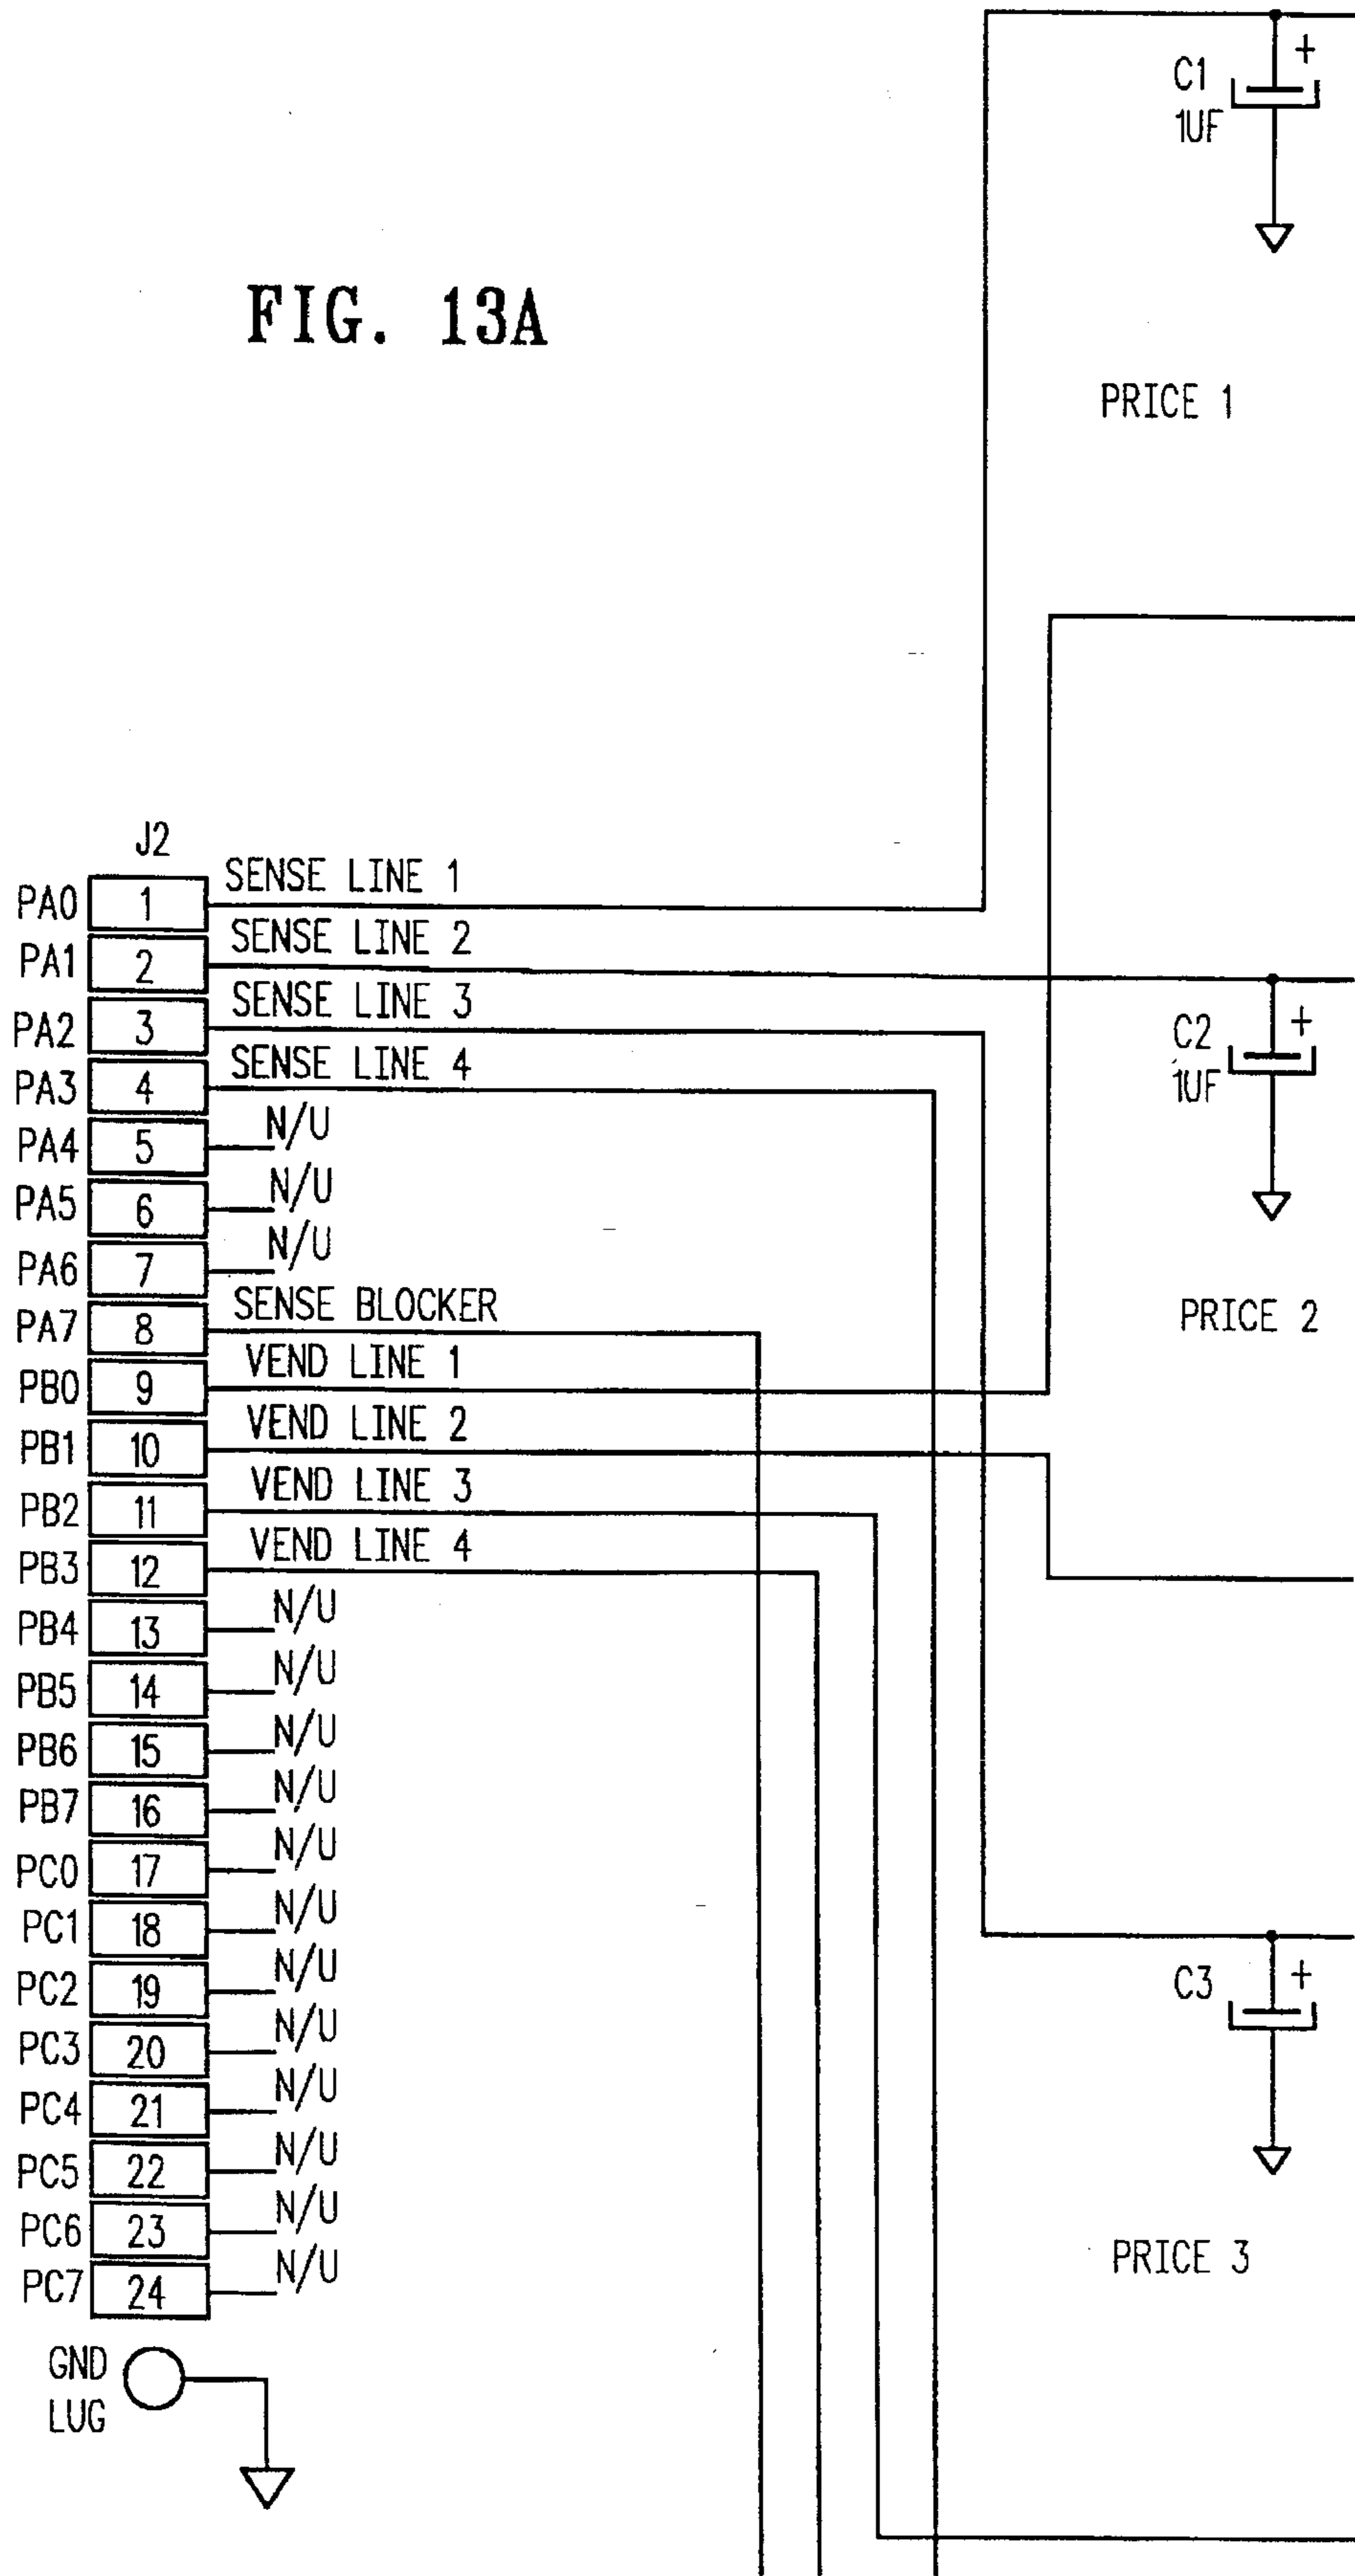 C1 +
1UF
FIG. 13A
PRICE 1
J2
PA0 1 SENSE LINE 1
PA1 2 SENSE LINE 2
PA2 3 SENSE LINE 3
PA3 4 SENSE LINE 4
PA4 5 N/U
PA5 6 N/U
PA6 7 N/U
PA7 8 SENSE BLOCKER
PB0 9 VEND LINE 1
PB1 10 VEND LINE 2
PB2 11 VEND LINE 3
PB3 12 VEND LINE 4
PB4 13 N/U
PB5 14 N/U
PB6 15 N/U
PB7 16 N/U
PC0 17 N/U
PC1 18 N/U
PC2 19 N/U
PC3 20 N/U
PC4 21 N/U
PC5 22 N/U
PC6 23 N/U
PC7 24 N/U
GND
LUG
C2 +
1UF
PRICE 2
C3 +
PRICE 3